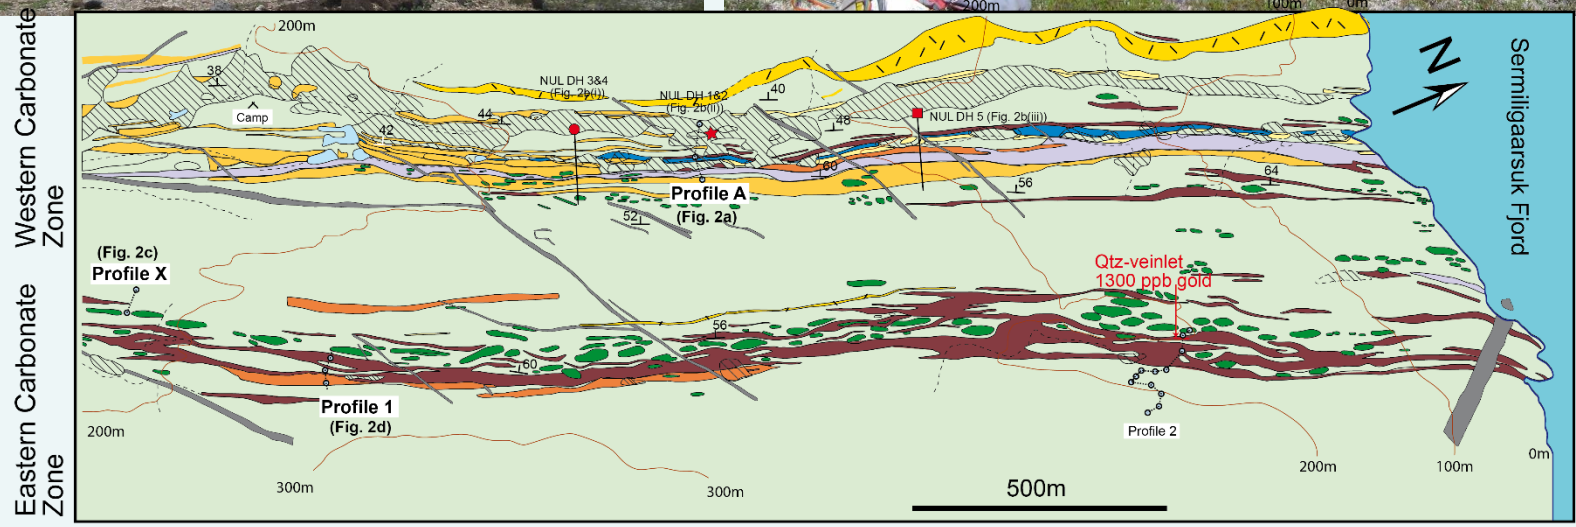 Western Carbonate
Zone
Eastern Carbonate
Zone
200m
200m
100m
0m
N
Sermiligaarsuk Fjord
38
Camp
44
42
NUL DH 3&4
(Fig. 2b(i))
NUL DH 1&2
(Fig. 2b(ii))
40
48
NUL DH 5 (Fig. 2b(iii))
60
56
64
Profile A
(Fig. 2a)
52
(Fig. 2c)
Profile X
Qtz-veinlet
1300 ppb gold
56
60
Profile 1
(Fig. 2d)
Profile 2
200m
300m
300m
500m
200m
100m
0m